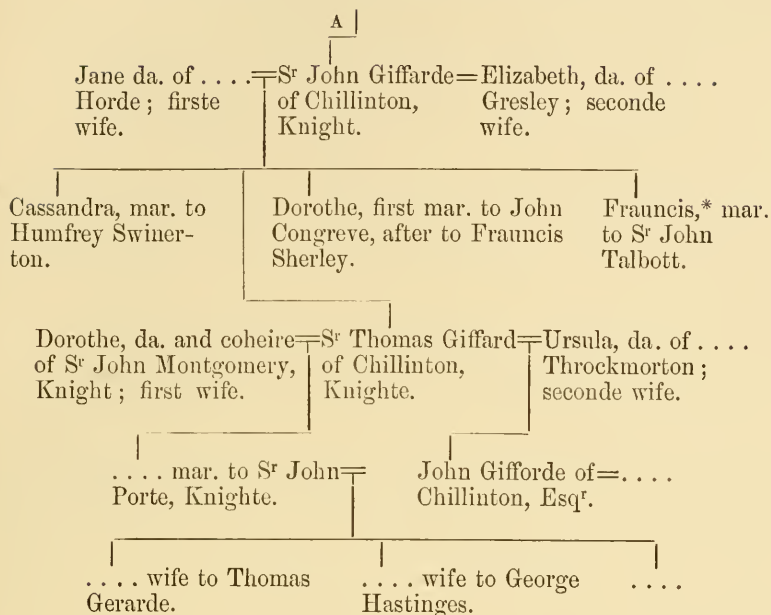 A
Jane da. of . . . . Sʳ John Giffarde Elizabeth, da. of . . . .
Horde ; firste of Chillinton, Gresley ; seconde
wife. Knight. wife.
Cassandra, mar. to Dorothe, first mar. to John Frauncis,* mar.
Humfrey Swiner- Congreve, after to Frauncis to Sʳ John
ton. Sherley. Talbott.
Dorothe, da. and coheire Sʳ Thomas Giffard Ursula, da. of . . . .
of Sʳ John Montgomery, of Chillinton, Throckmorton ;
Knight ; first wife. Knighte. seconde wife.
. . . . mar. to Sʳ John John Gifforde of = . . . .
Porte, Knighte. Chillinton, Esqʳ.
. . . . wife to Thomas . . . . wife to George . . . .
Gerarde. Hastinges.